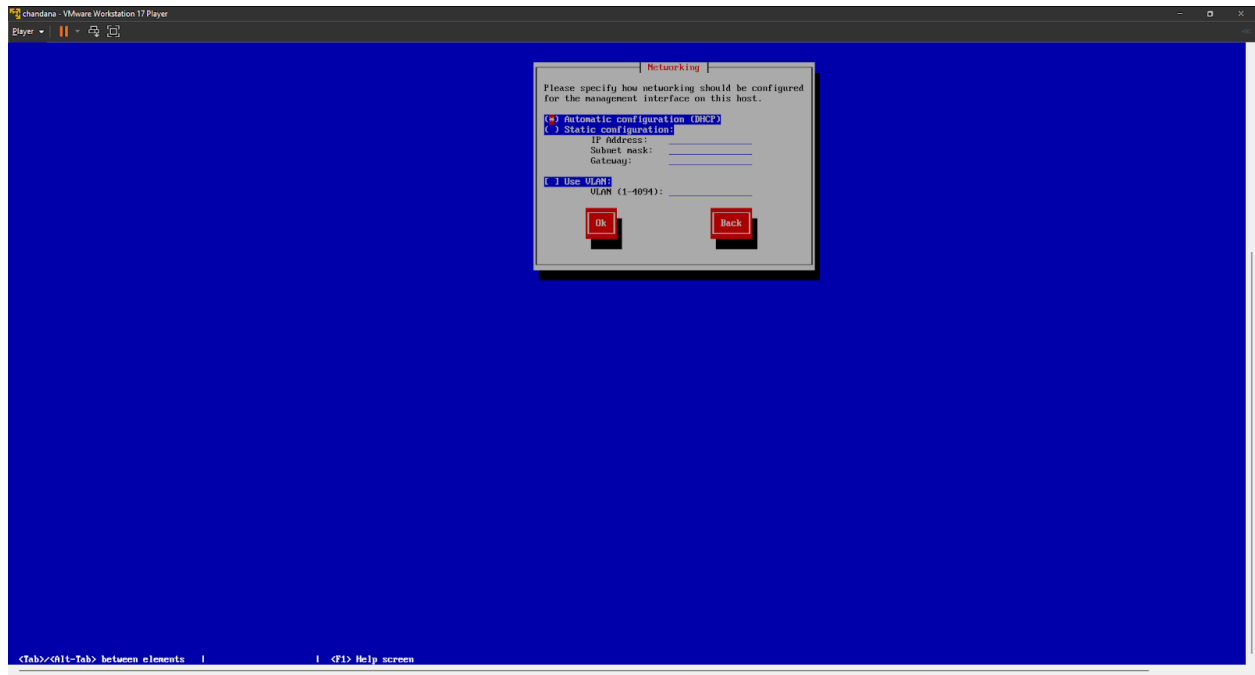 chandana - VMware Workstation 17 Player
Player
Networking
Please specify how networking should be configured
for the management interface on this host.
(*) Automatic configuration (DHCP)
( ) Static configuration:
IP Address:
Subnet mask:
Gateway:
[ ] Use VLAN:
VLAN (1-4094):
Ok Back
<Tab>/<Alt-Tab> between elements | | <F1> Help screen